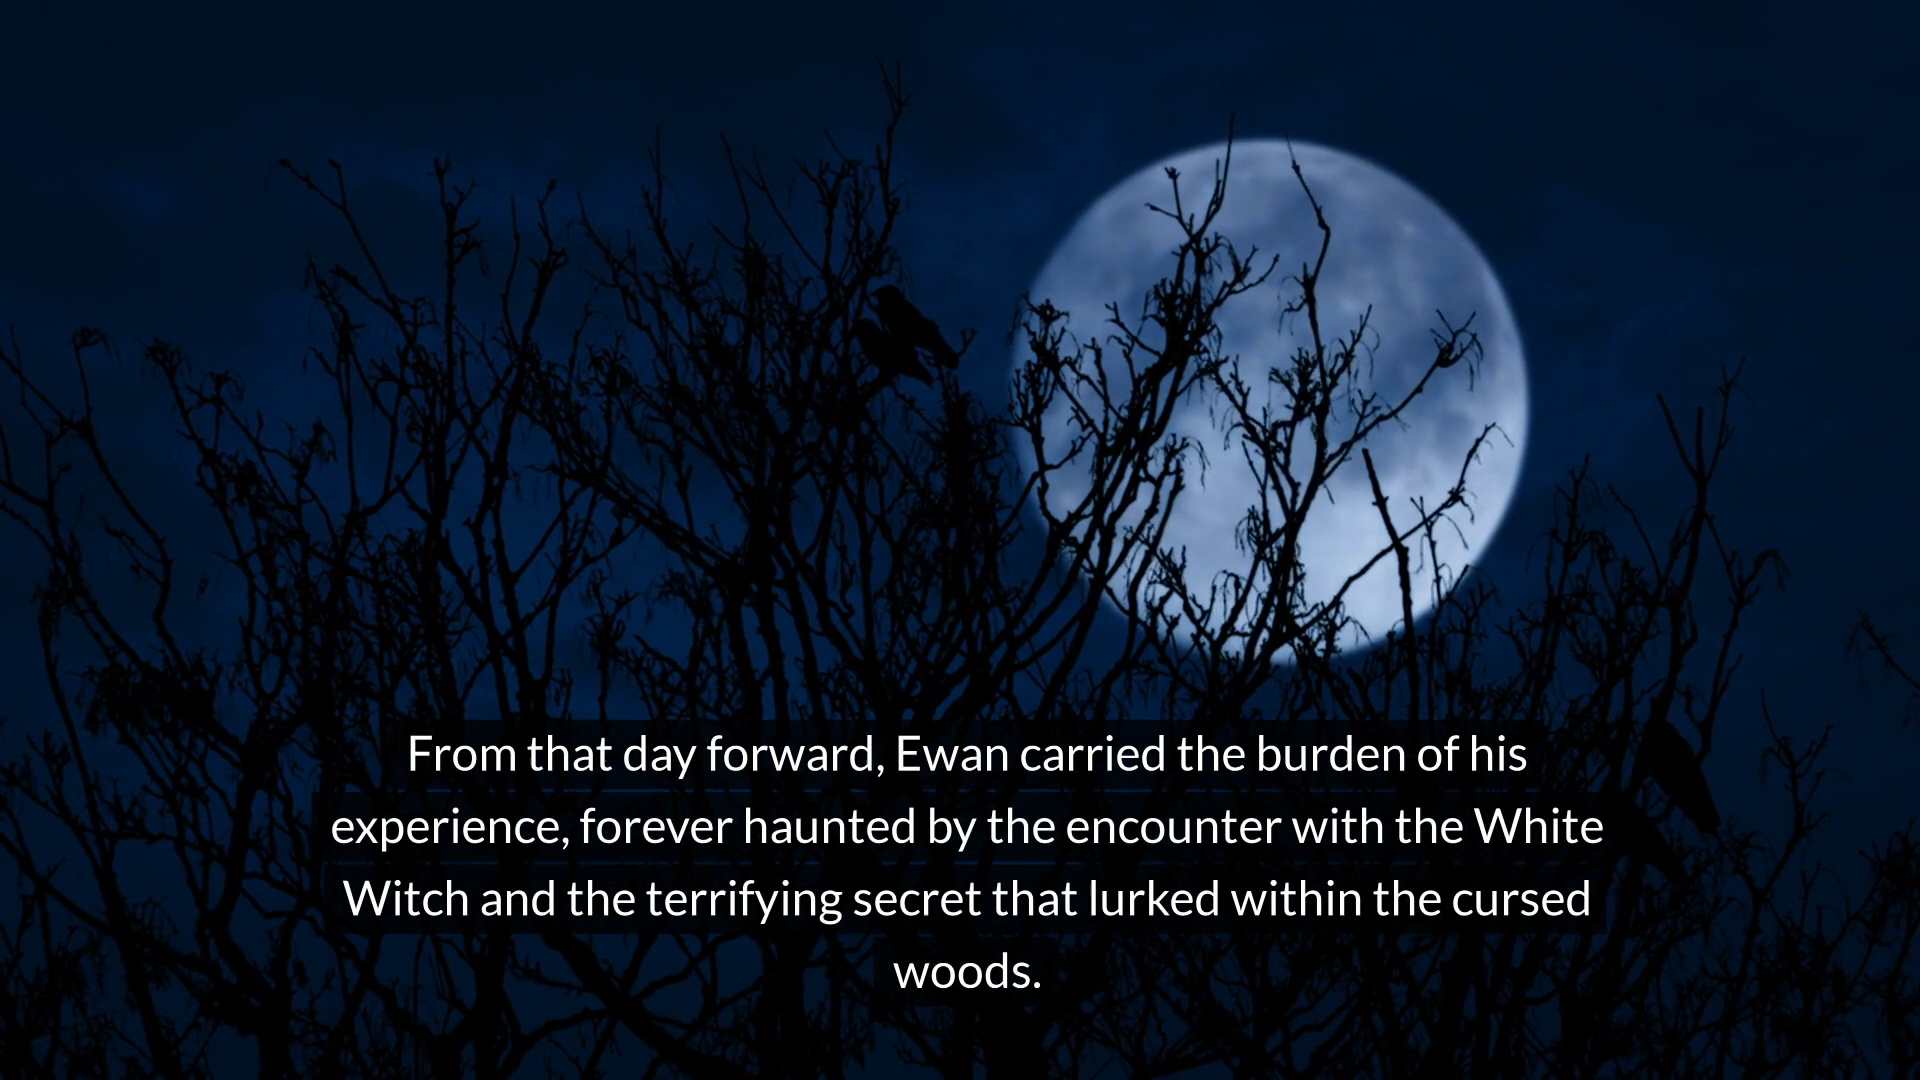 From that day forward, Ewan carried the burden of his
experience, forever haunted by the encounter with the White
Witch and the terrifying secret that lurked within the cursed
woods.